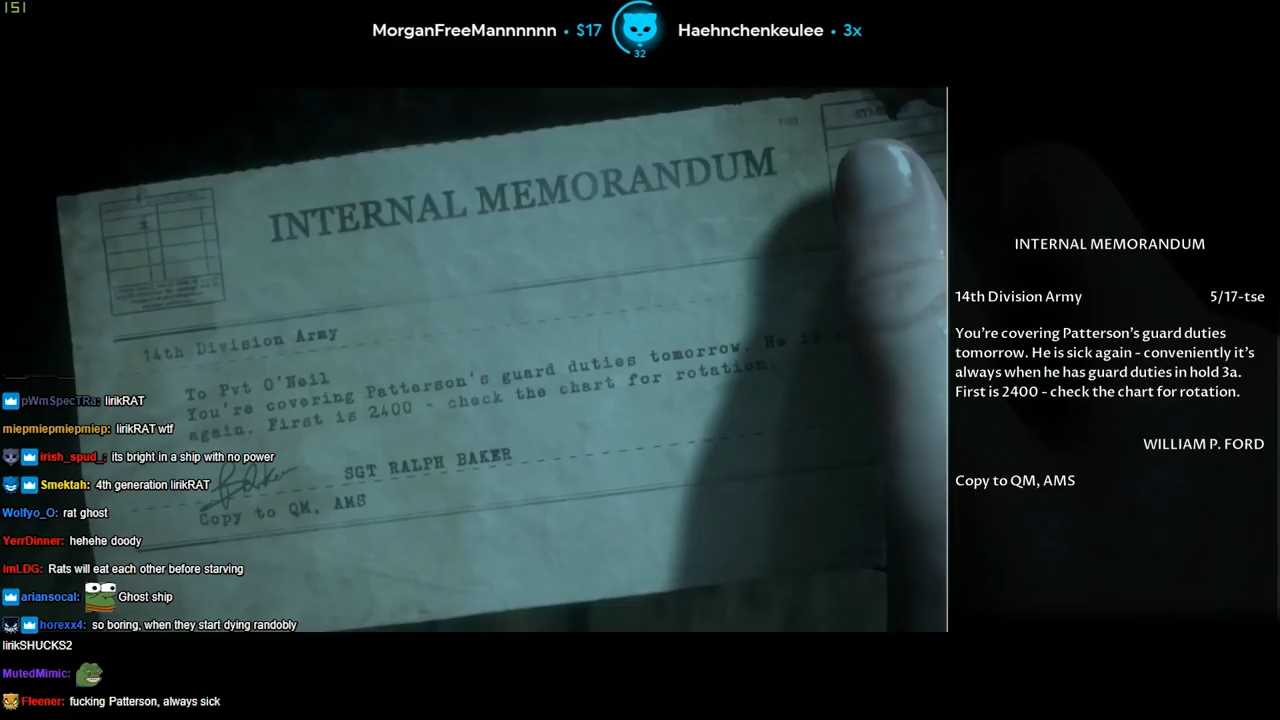 151
MorganFreeMannnnnn • $17
32
Haehnchenkeulee • 3x
INTERNAL MEMORANDUM
14th Division Army
To Pvt O'Neil
You're covering Patterson's guard duties tomorrow. He is
again. First is 2400 - check the chart for rotation.
Baker
SGT RALPH BAKER
Copy to QM, AMS
INTERNAL MEMORANDUM
14th Division Army 5/17-tse
You're covering Patterson's guard duties
tomorrow. He is sick again - conveniently it's
always when he has guard duties in hold 3a.
First is 2400 - check the chart for rotation.
WILLIAM P. FORD
Copy to QM, AMS
pWmSpecTRa: lirikRAT
miepmiepmiepmiep: lirikRAT wtf
irish_spud_: its bright in a ship with no power
Smektah: 4th generation lirikRAT
Wolfyo_O: rat ghost
YerrDinner: hehehe doody
imLDG: Rats will eat each other before starving
ariansocal: Ghost ship
horexx4: so boring, when they start dying randobly
lirikSHUCKS2
MutedMimic:
Fleener: fucking Patterson, always sick